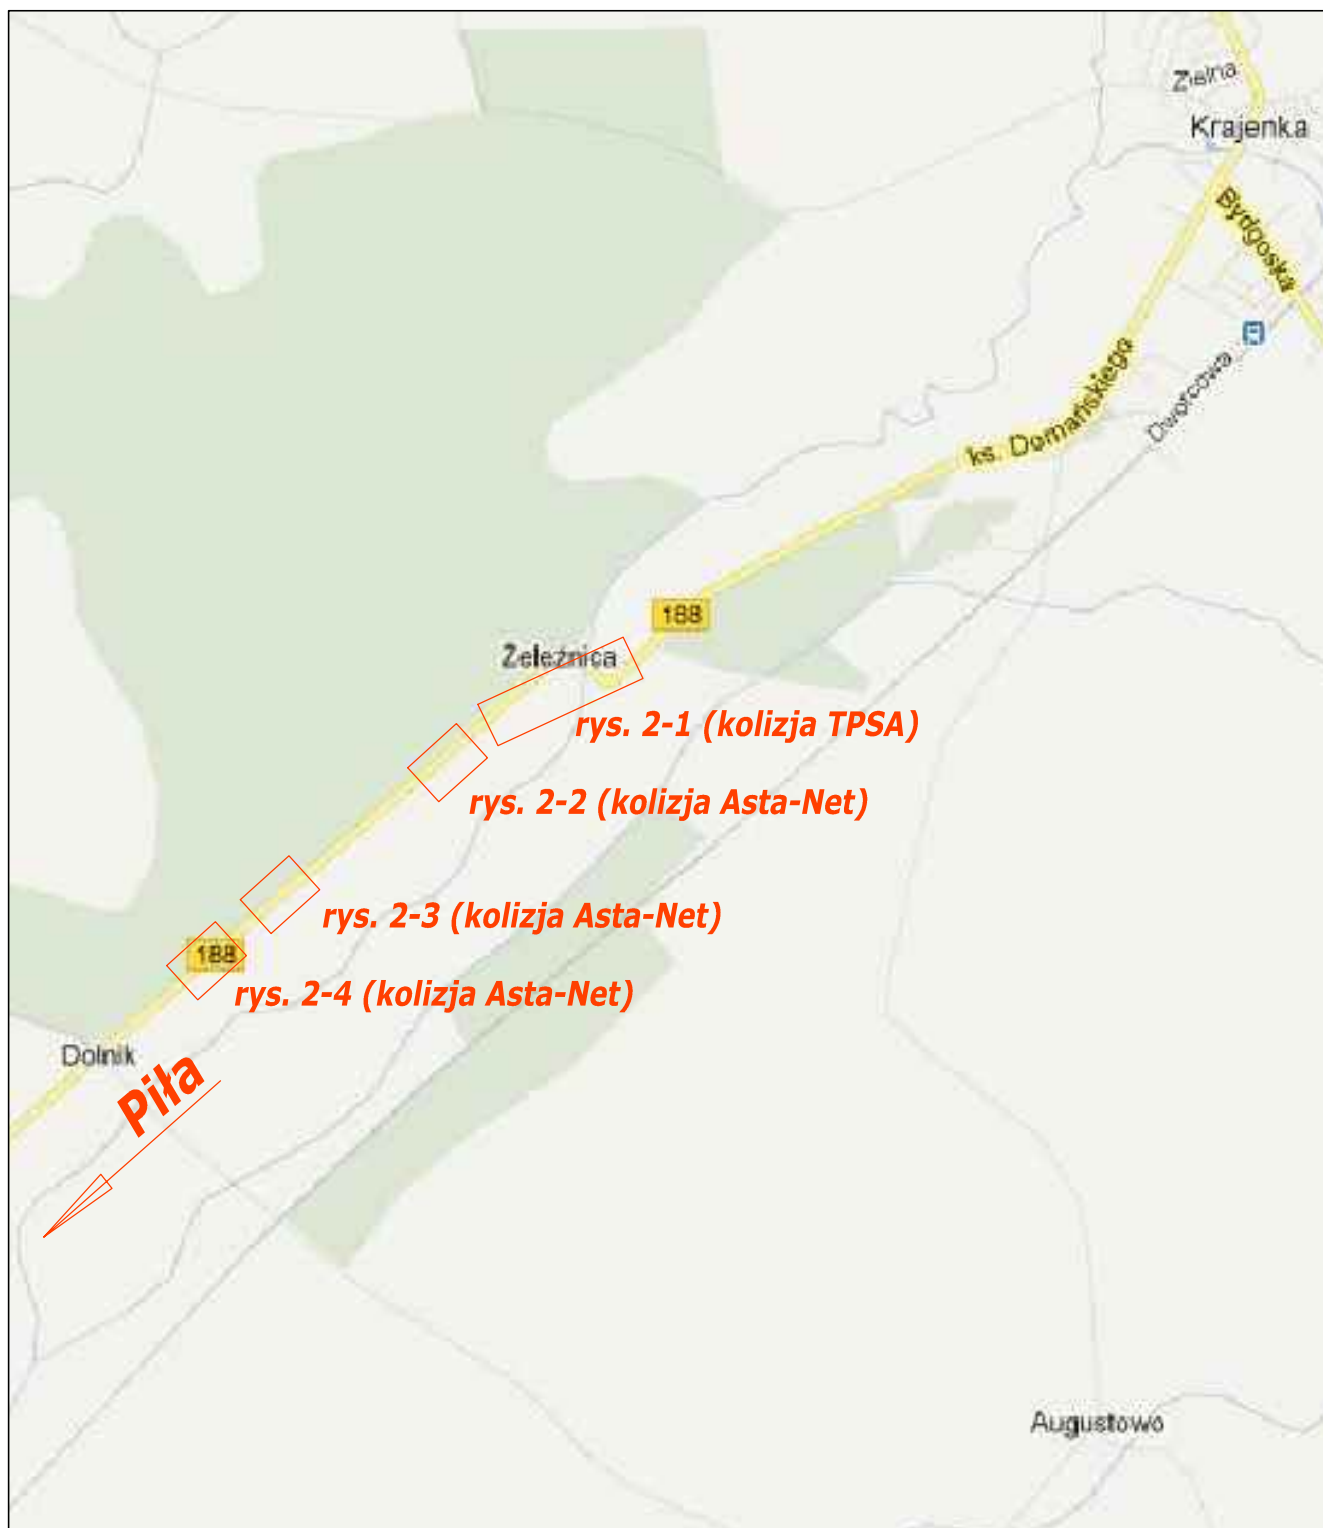 Zielna
Krajenka
Bydgoska
Dworcowa
ks. Domańskiego
188
Żeleźnica
rys. 2-1 (kolizja TPSA)
rys. 2-2 (kolizja Asta-Net)
rys. 2-3 (kolizja Asta-Net)
188
rys. 2-4 (kolizja Asta-Net)
Dolnik
Piła
Augustowo